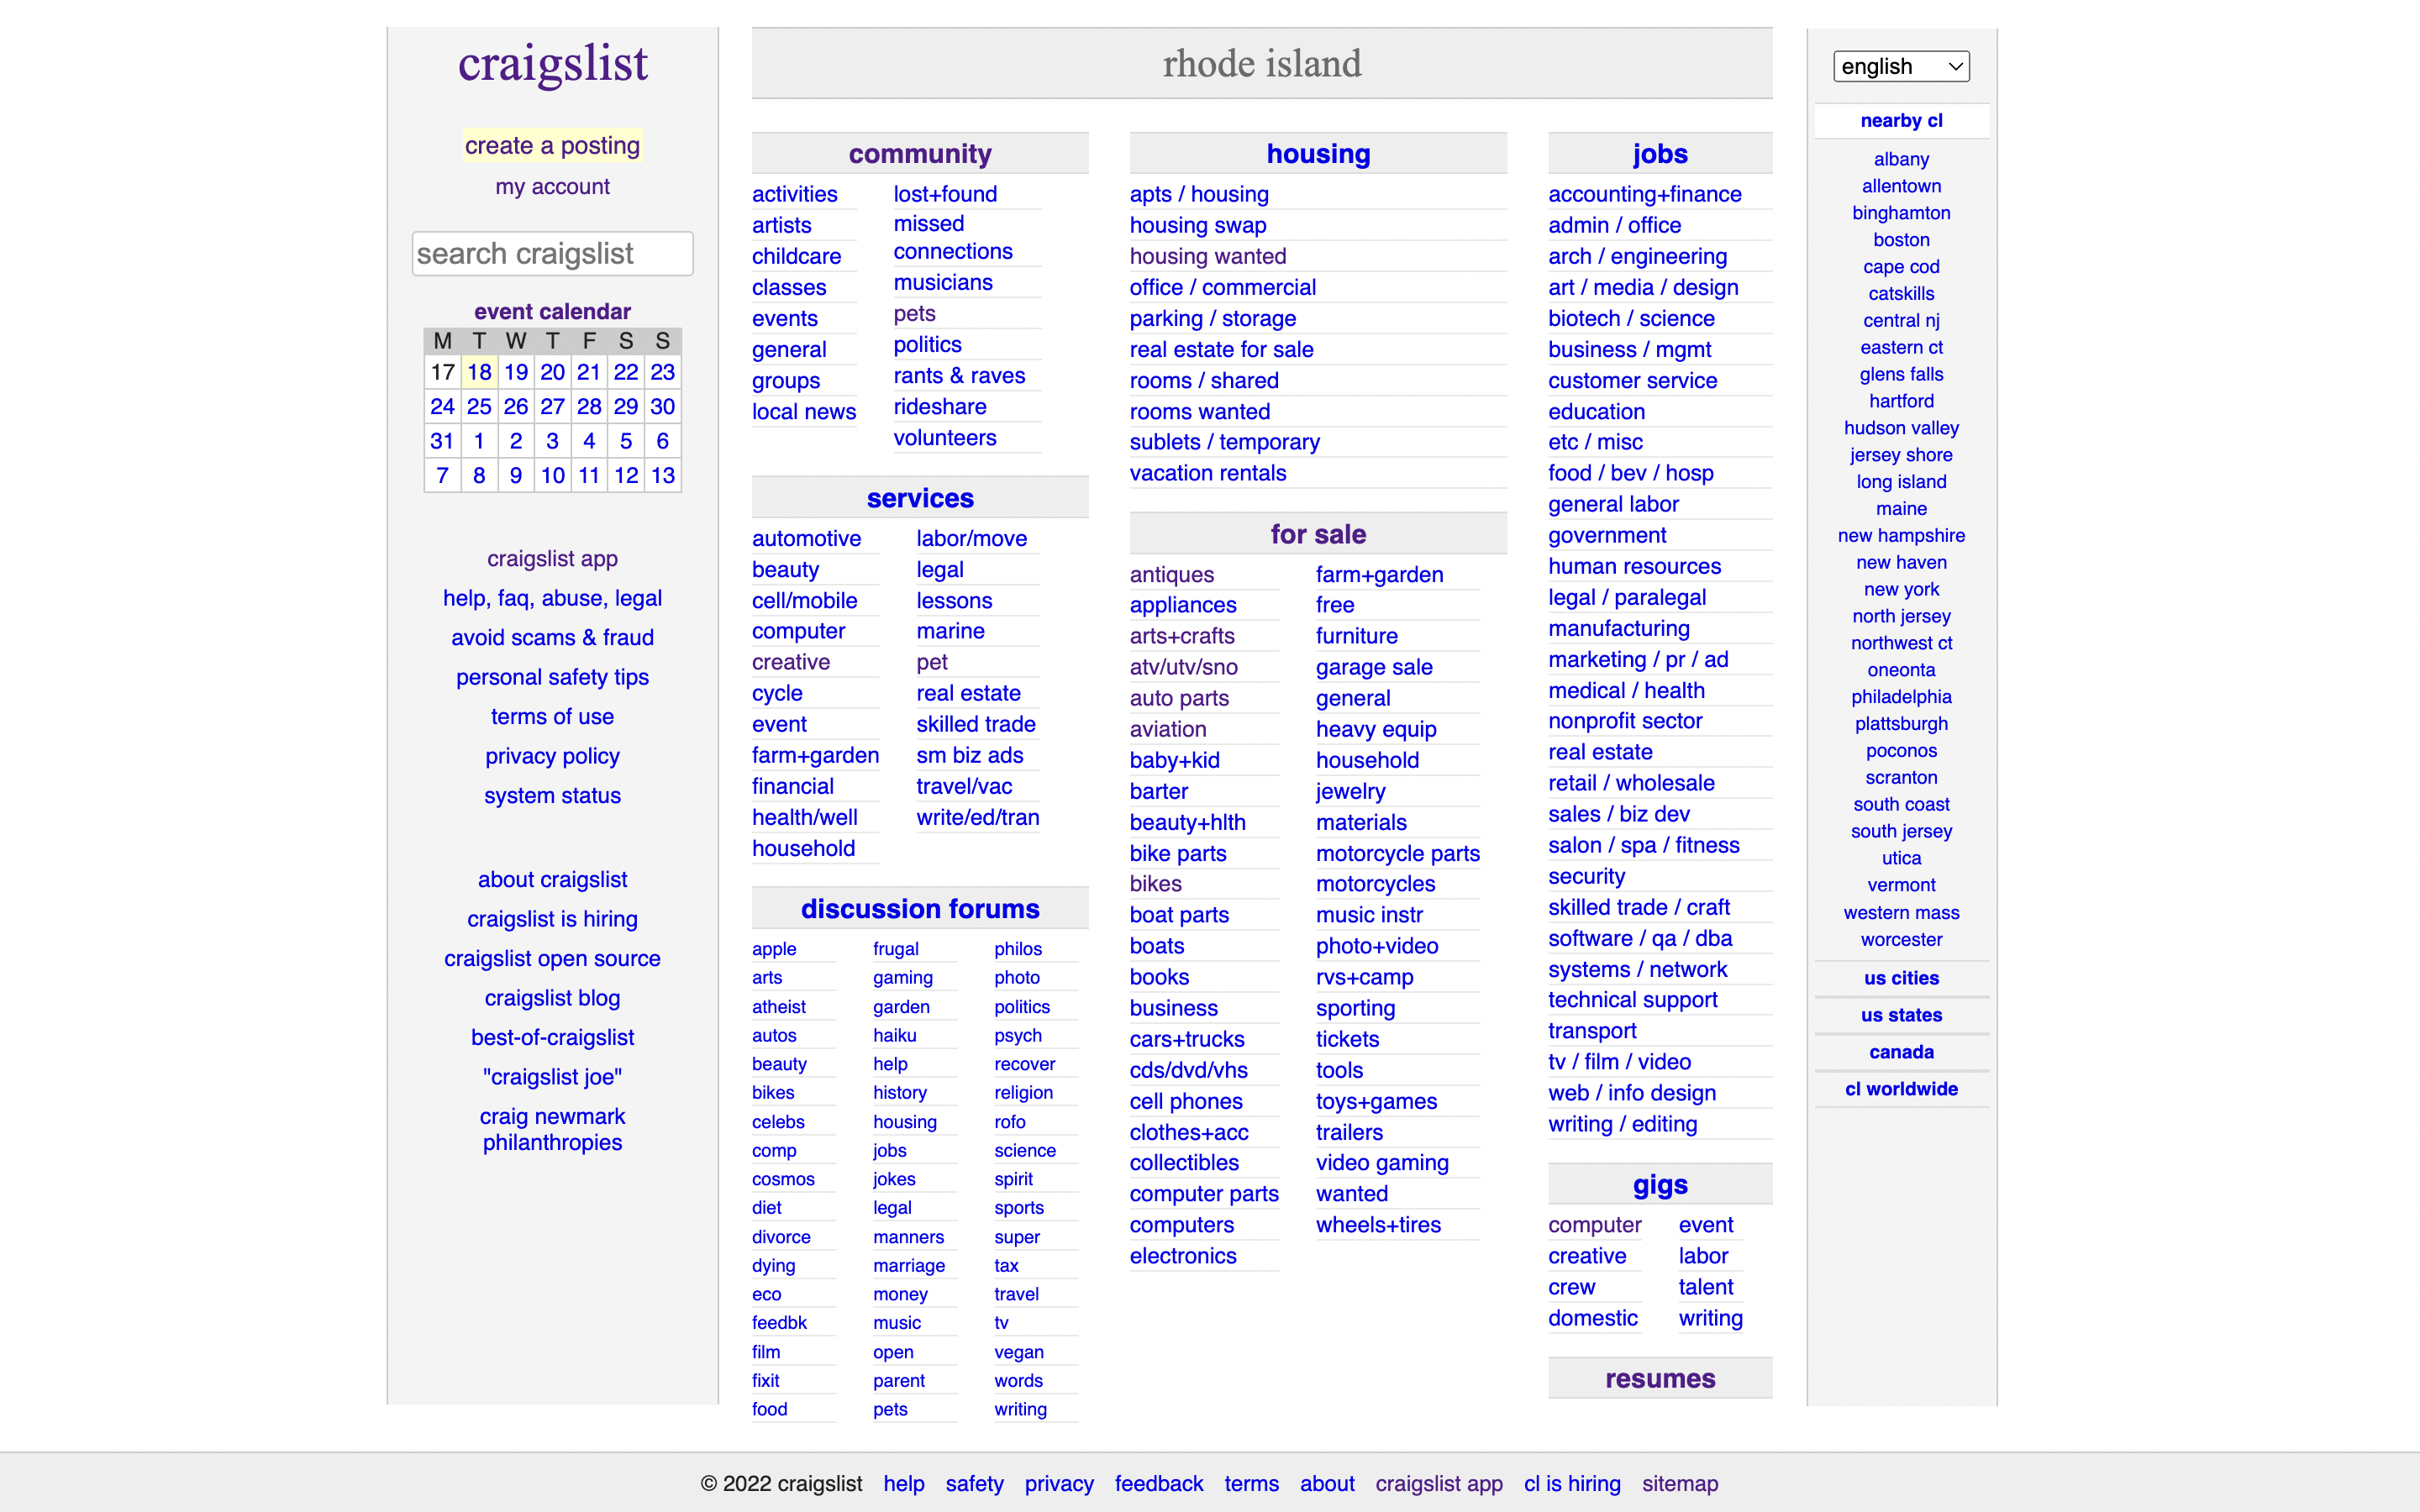 craigslist
create a posting
my account
search craigslist
event calendar
M T W T F S S
17 18 19 20 21 22 23
24 25 26 27 28 29 30
31 1 2 3 4 5 6
7 8 9 10 11 12 13
craigslist app
help, faq, abuse, legal
avoid scams & fraud
personal safety tips
terms of use
privacy policy
system status
about craigslist
craigslist is hiring
craigslist open source
craigslist blog
best-of-craigslist
"craigslist joe"
craig newmark
philanthropies
rhode island
community
activities
artists
childcare
classes
events
general
groups
local news
lost+found
missed
connections
musicians
pets
politics
rants & raves
rideshare
volunteers
services
automotive
beauty
cell/mobile
computer
creative
cycle
event
farm+garden
financial
health/well
household
labor/move
legal
lessons
marine
pet
real estate
skilled trade
sm biz ads
travel/vac
write/ed/tran
discussion forums
apple
arts
atheist
autos
beauty
bikes
celebs
comp
cosmos
diet
divorce
dying
eco
feedbk
film
fixit
food
frugal
gaming
garden
haiku
help
history
housing
jobs
jokes
legal
manners
marriage
money
music
open
parent
pets
philos
photo
politics
psych
recover
religion
rofo
science
spirit
sports
super
tax
travel
tv
vegan
words
writing
housing
apts / housing
housing swap
housing wanted
office / commercial
parking / storage
real estate for sale
rooms / shared
rooms wanted
sublets / temporary
vacation rentals
for sale
antiques
appliances
arts+crafts
atv/utv/sno
auto parts
aviation
baby+kid
barter
beauty+hlth
bike parts
bikes
boat parts
boats
books
business
cars+trucks
cds/dvd/vhs
cell phones
clothes+acc
collectibles
computer parts
computers
electronics
farm+garden
free
furniture
garage sale
general
heavy equip
household
jewelry
materials
motorcycle parts
motorcycles
music instr
photo+video
rvs+camp
sporting
tickets
tools
toys+games
trailers
video gaming
wanted
wheels+tires
jobs
accounting+finance
admin / office
arch / engineering
art / media / design
biotech / science
business / mgmt
customer service
education
etc / misc
food / bev / hosp
general labor
government
human resources
legal / paralegal
manufacturing
marketing / pr / ad
medical / health
nonprofit sector
real estate
retail / wholesale
sales / biz dev
salon / spa / fitness
security
skilled trade / craft
software / qa / dba
systems / network
technical support
transport
tv / film / video
web / info design
writing / editing
gigs
computer
creative
crew
domestic
event
labor
talent
writing
resumes
english
nearby cl
albany
allentown
binghamton
boston
cape cod
catskills
central nj
eastern ct
glens falls
hartford
hudson valley
jersey shore
long island
maine
new hampshire
new haven
new york
north jersey
northwest ct
oneonta
philadelphia
plattsburgh
poconos
scranton
south coast
south jersey
utica
vermont
western mass
worcester
us cities
us states
canada
cl worldwide
© 2022 craigslist help safety privacy feedback terms about craigslist app cl is hiring sitemap